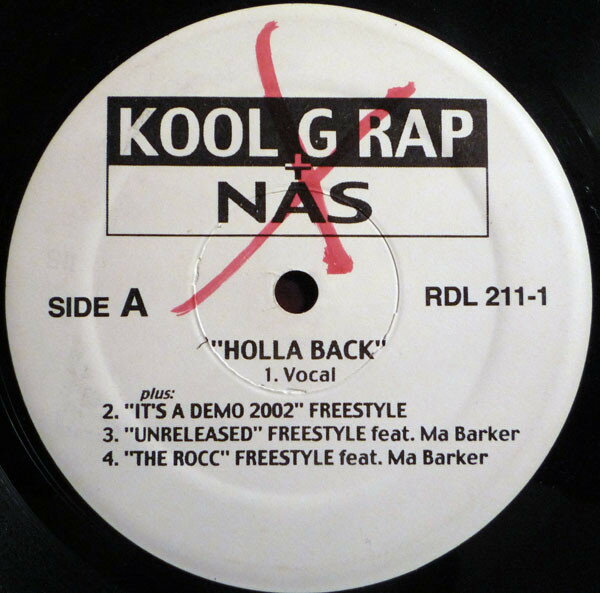 KOOL G RAP
+
NAS
SIDE A
RDL 211-1
"HOLLA BACK"
1. Vocal
plus:
2. "IT'S A DEMO 2002" FREESTYLE
3. "UNRELEASED" FREESTYLE feat. Ma Barker
4. "THE ROCC" FREESTYLE feat. Ma Barker